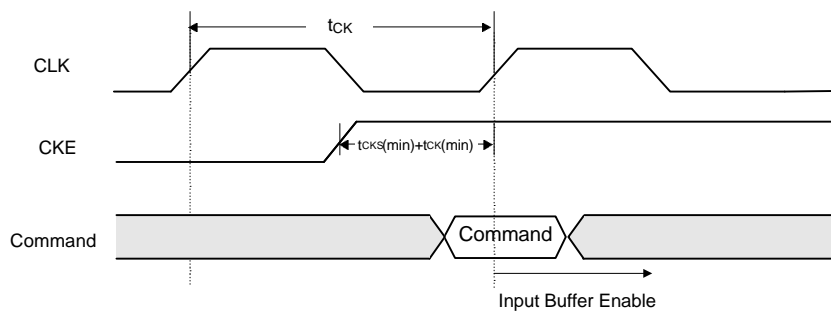 tCK
CLK
CKE
tCKS(min)+tCK(min)
Command
Command
Input Buffer Enable